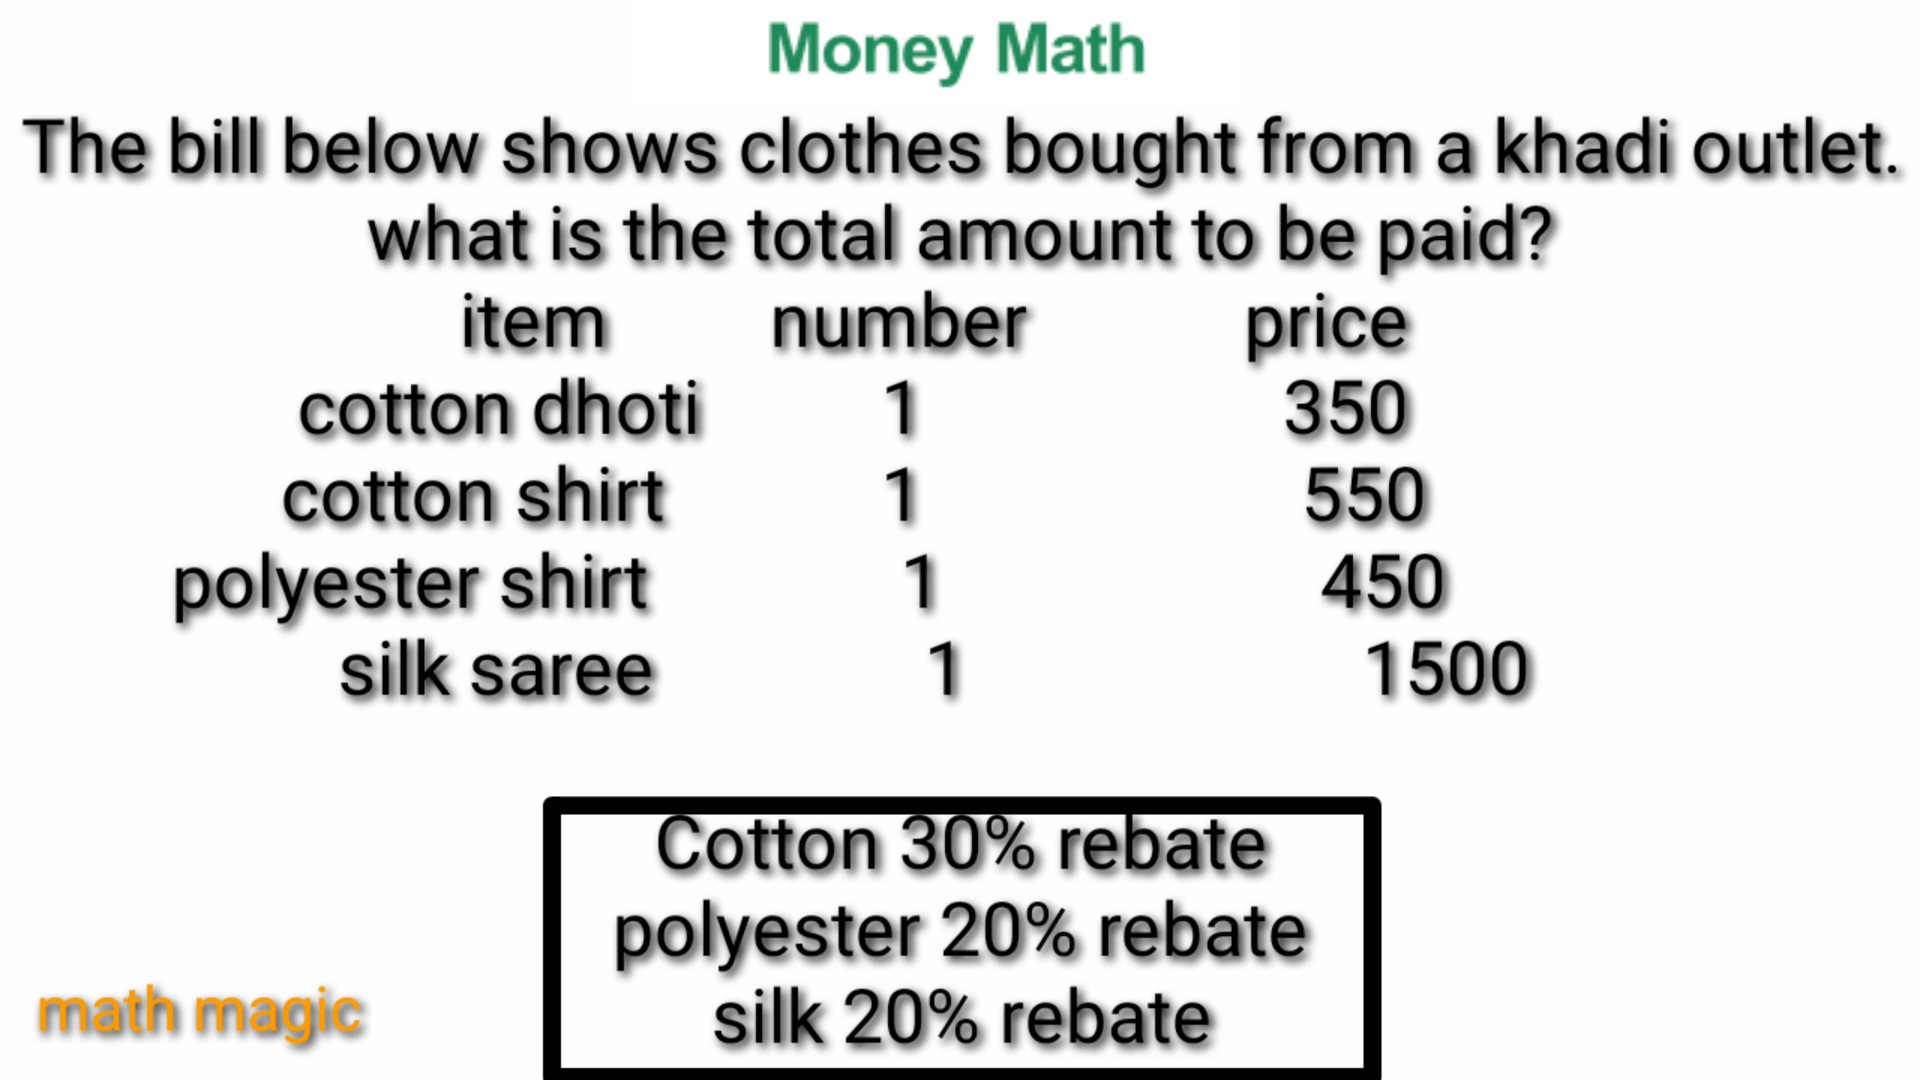 Money Math
The bill below shows clothes bought from a khadi outlet.
what is the total amount to be paid?
item number price
cotton dhoti 1 350
cotton shirt 1 550
polyester shirt 1 450
silk saree 1 1500
Cotton 30% rebate
polyester 20% rebate
silk 20% rebate
math magic